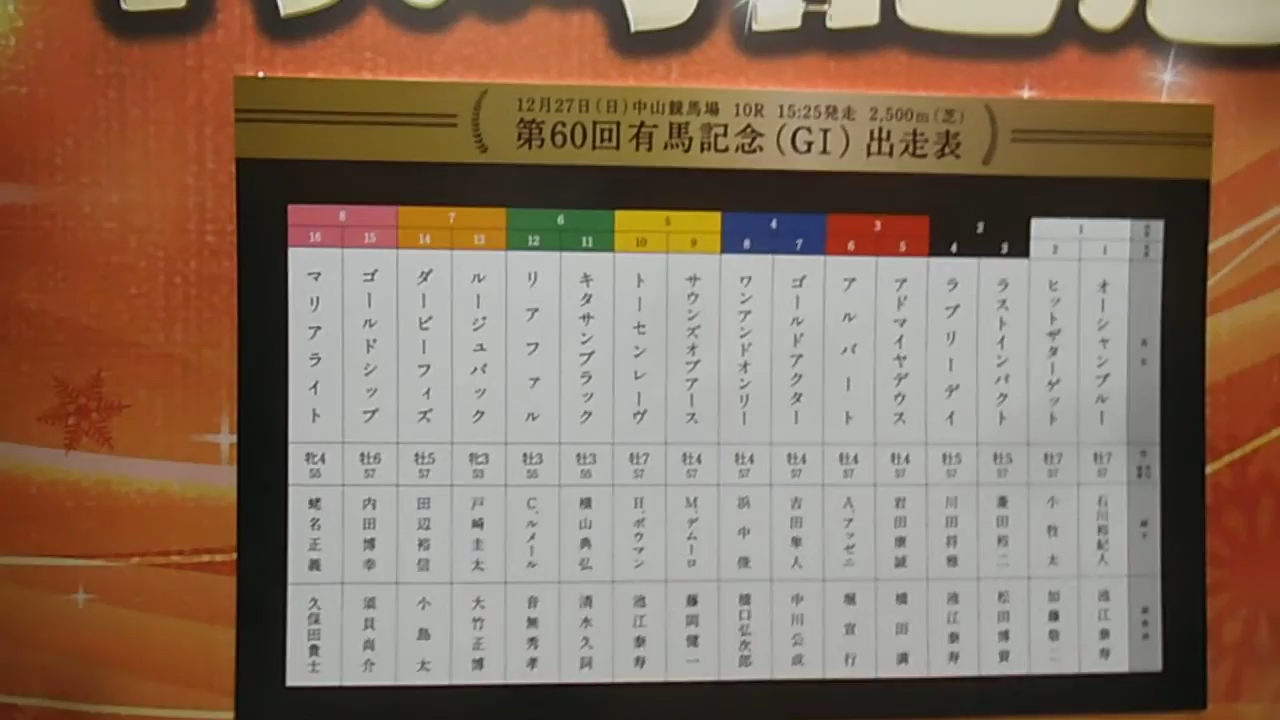 12月27日(日)中山競馬場 10R 15:25発走 2,500m(芝)
第60回有馬記念(GI) 出走表
1
1 オーシャンブルー 牡7 57 石川裕紀人 池江泰寿
2 ヒットザターゲット 牡7 57 小牧太 加藤敬二
2
3 ラストインパクト 牡5 57 菱田裕二 松田博資
4 ラブリーデイ 牡5 57 川田将雅 池江泰寿
3
5 アドマイヤデウス 牡4 57 岩田康誠 橋田満
6 アルバート 牡4 57 A.アッゼニ 堀宣行
4
7 ゴールドアクター 牡4 57 吉田隼人 中川公成
8 ワンアンドオンリー 牡4 57 浜中俊 橋口弘次郎
5
9 サウンズオブアース 牡4 57 M.デムーロ 藤岡健一
10 トーセンレーヴ 牡7 57 H.ボウマン 池江泰寿
6
11 キタサンブラック 牡3 55 横山典弘 清水久詞
12 リアファル 牡3 55 C.ルメール 音無秀孝
7
13 ルージュバック 牝3 53 戸崎圭太 大竹正博
14 ダービーフィズ 牡5 57 田辺裕信 小島太
8
15 ゴールドシップ 牡6 57 内田博幸 須貝尚介
16 マリアライト 牝4 55 蛯名正義 久保田貴士